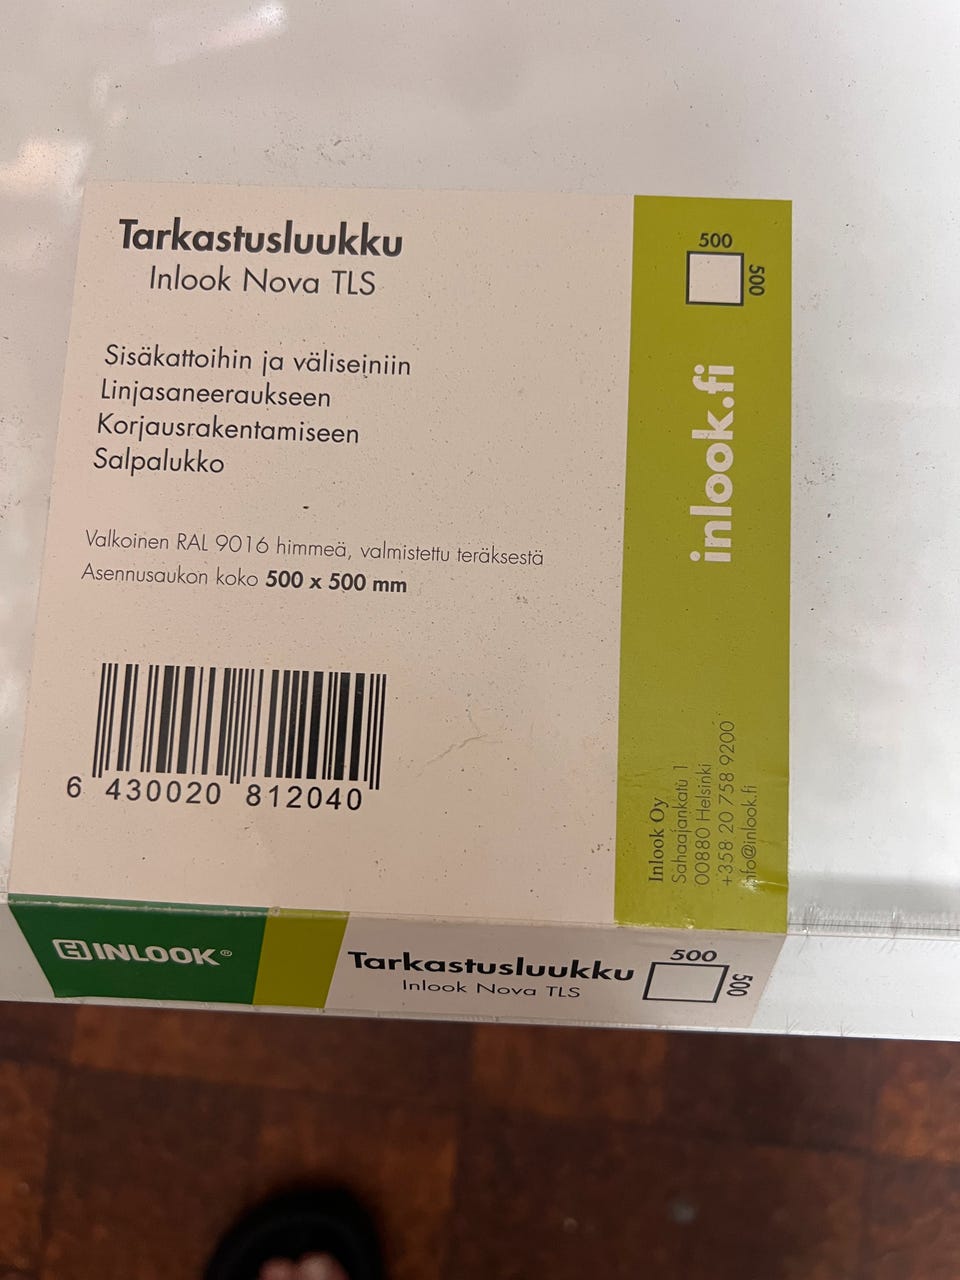 Tarkastusluukku
Inlook Nova TLS
Sisäkattoihin ja väliseiniin
Linjasaneeraukseen
Korjausrakentamiseen
Salpalukko
Valkoinen RAL 9016 himmeä, valmistettu teräksestä
Asennusaukon koko 500 x 500 mm
6 430020 812040
500
500
inlook.fi
Inlook Oy
Sahaajankatu 1
00880 Helsinki
+358 20 758 9200
info@inlook.fi
INLOOK®
Tarkastusluukku
Inlook Nova TLS
500
500